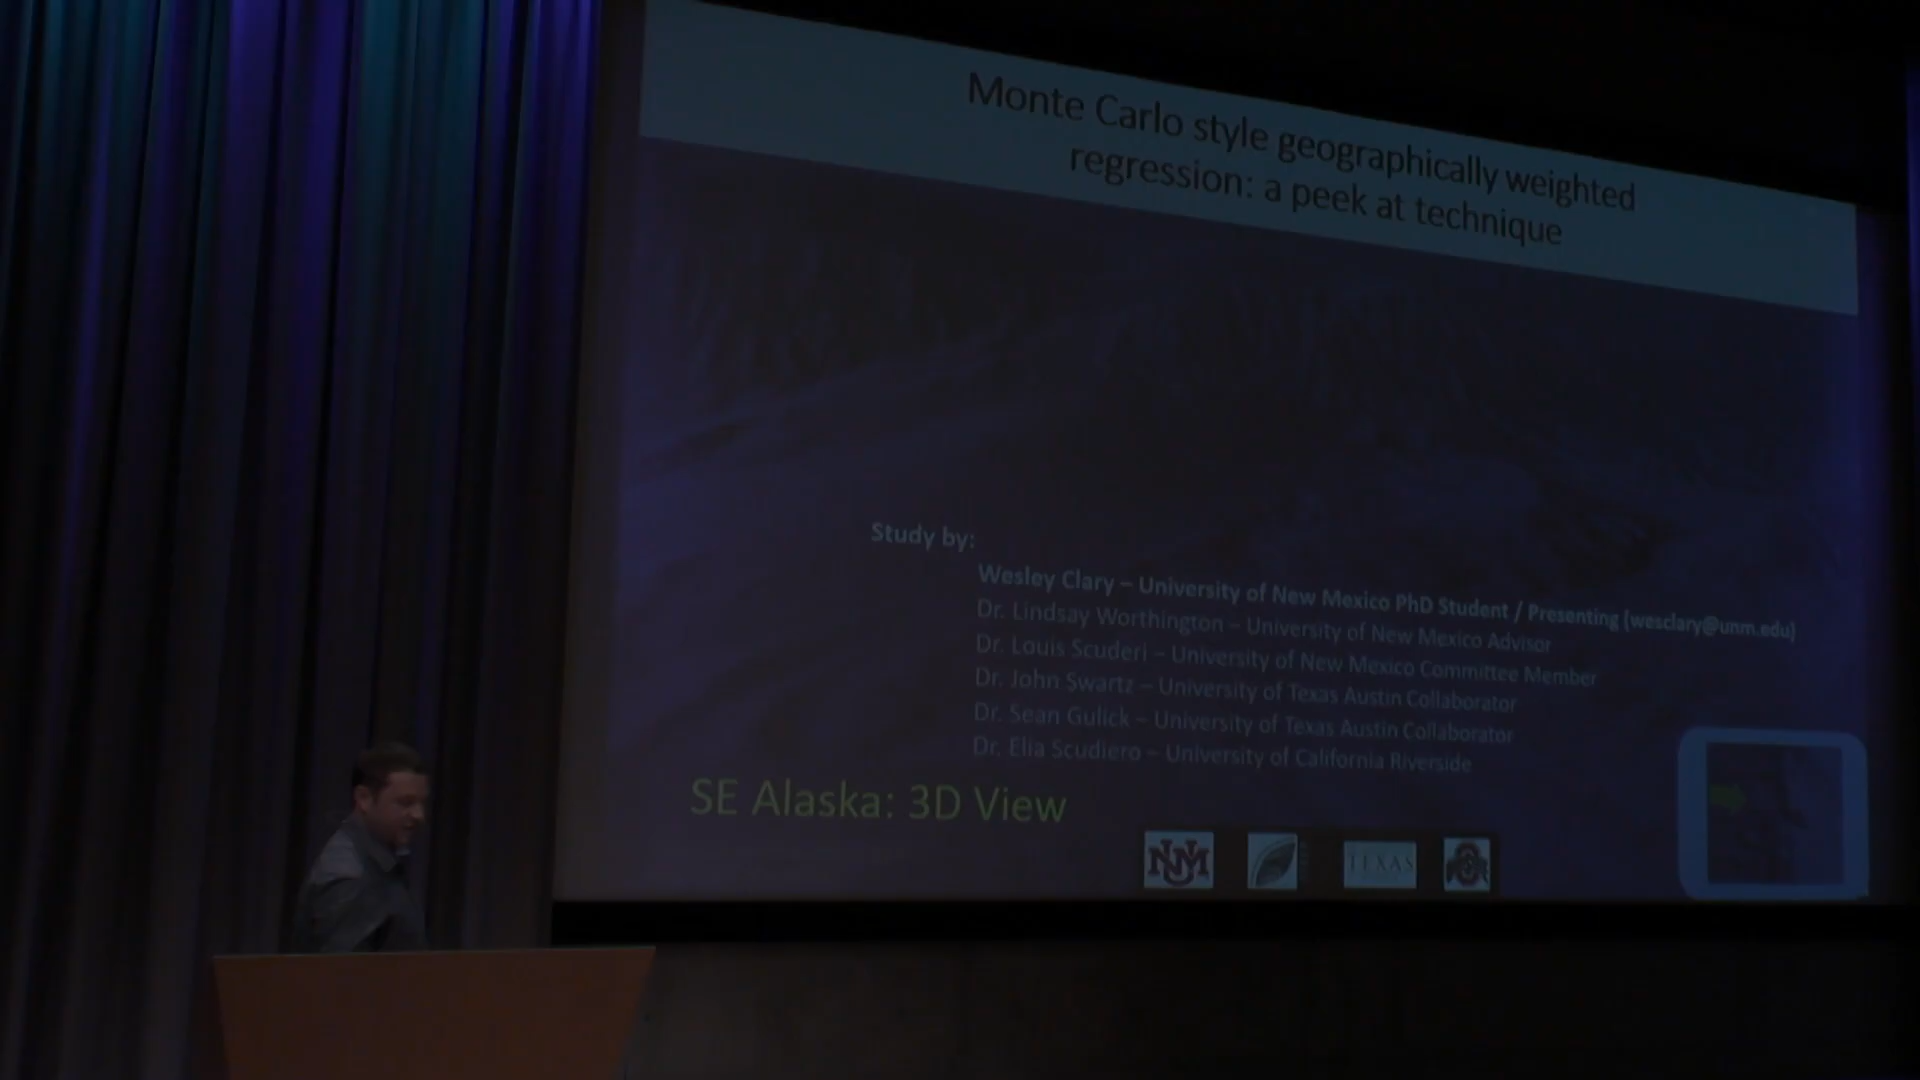 Monte Carlo style geographically weighted
regression: a peek at technique
Study by:
Wesley Clary – University of New Mexico PhD Student / Presenting (wesclary@unm.edu)
Dr. Lindsay Worthington – University of New Mexico Advisor
Dr. Louis Scuderi – University of New Mexico Committee Member
Dr. John Swartz – University of Texas Austin Collaborator
Dr. Sean Gulick – University of Texas Austin Collaborator
Dr. Elia Scudiero – University of California Riverside
SE Alaska: 3D View
NM
TEXAS